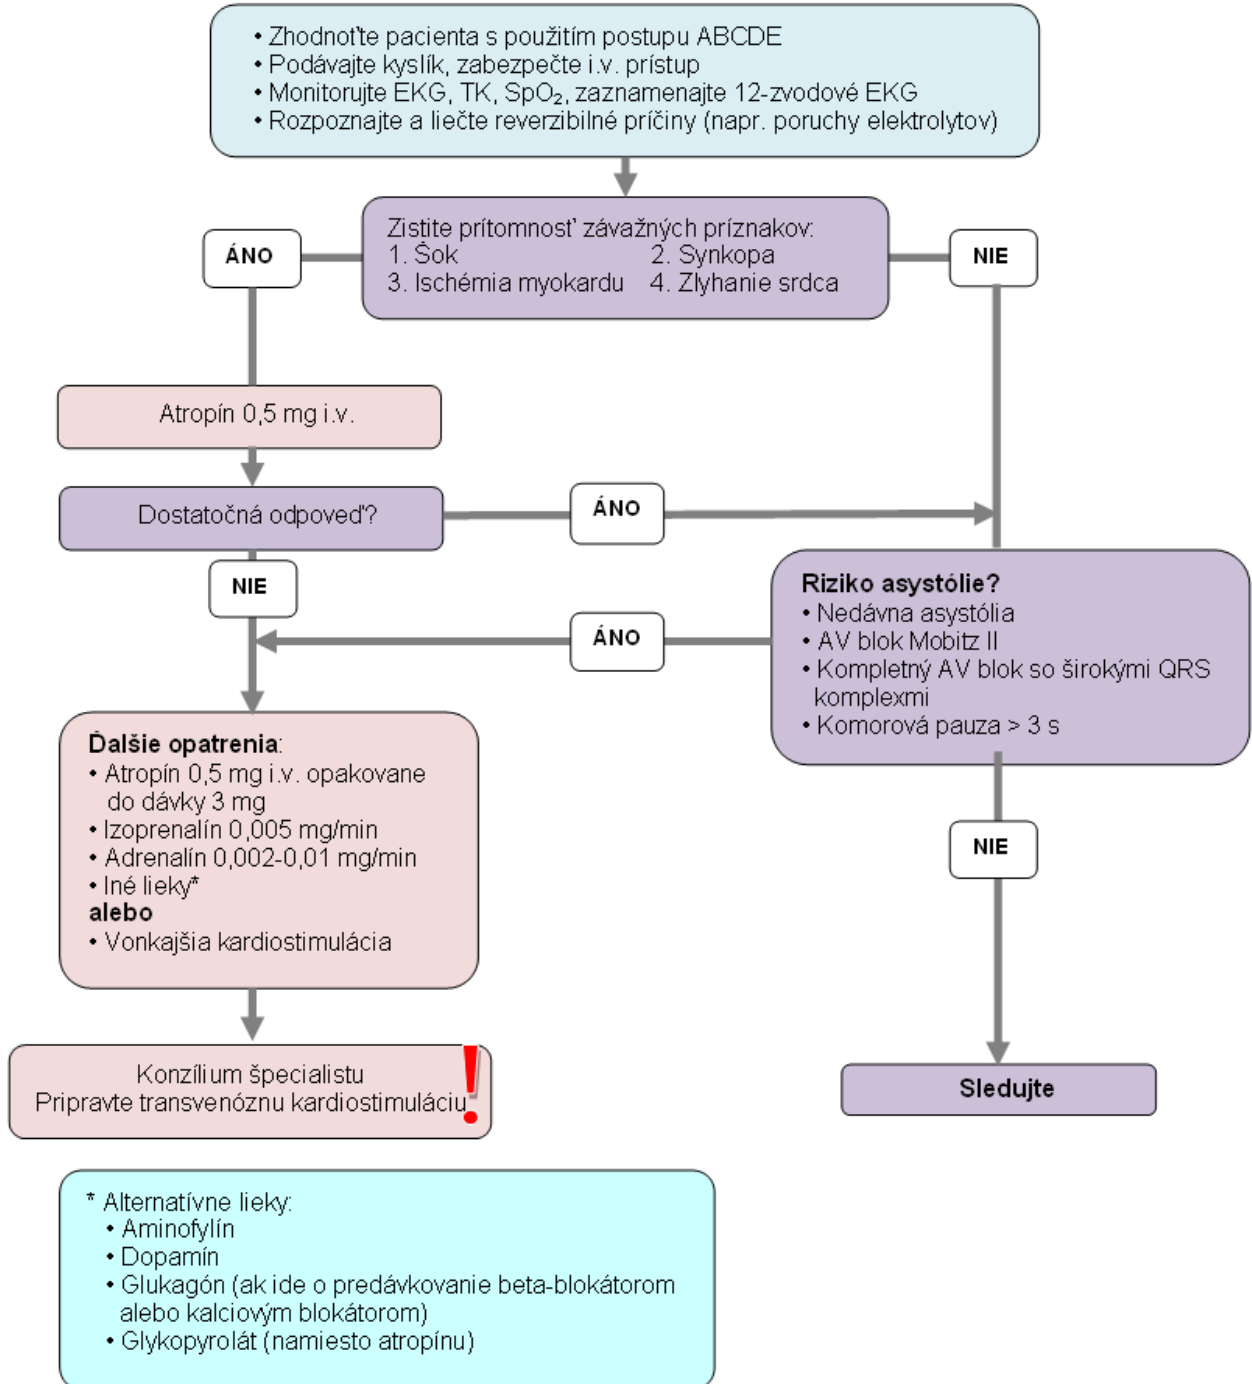 • Zhodnoťte pacienta s použitím postupu ABCDE
• Podávajte kyslík, zabezpečte i.v. prístup
• Monitorujte EKG, TK, SpO₂, zaznamenajte 12-zvodové EKG
• Rozpoznajte a liečte reverzibilné príčiny (napr. poruchy elektrolytov)
Zistite prítomnosť závažných príznakov:
1. Šok 2. Synkopa
3. Ischémia myokardu 4. Zlyhanie srdca
ÁNO
NIE
Atropín 0,5 mg i.v.
Dostatočná odpoveď?
ÁNO
NIE
Riziko asystólie?
• Nedávna asystólia
• AV blok Mobitz II
• Kompletný AV blok so širokými QRS
komplexmi
• Komorová pauza > 3 s
ÁNO
Ďalšie opatrenia:
• Atropín 0,5 mg i.v. opakovane
do dávky 3 mg
• Izoprenalín 0,005 mg/min
• Adrenalín 0,002-0,01 mg/min
• Iné lieky*
alebo
• Vonkajšia kardiostimulácia
NIE
Konzílium špecialistu
Pripravte transvenóznu kardiostimuláciu
!
Sledujte
* Alternatívne lieky:
• Aminofylín
• Dopamín
• Glukagón (ak ide o predávkovanie beta-blokátorom
alebo kalciovým blokátorom)
• Glykopyrolát (namiesto atropínu)